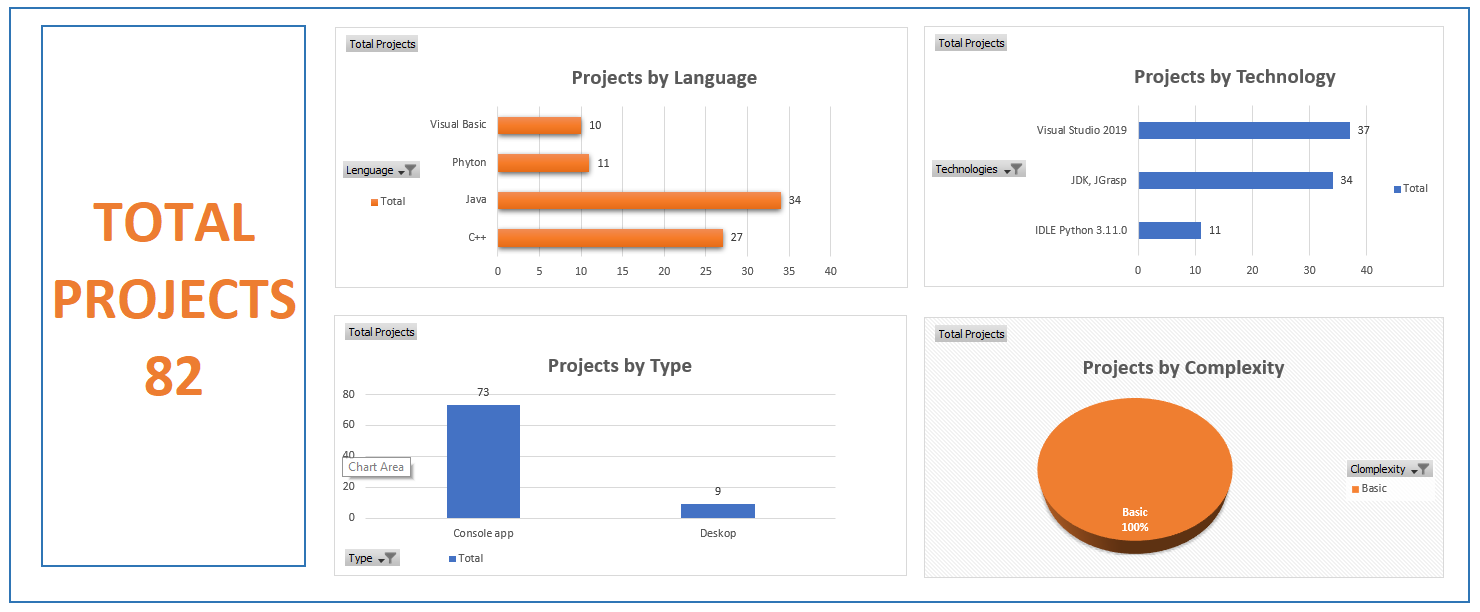 TOTAL
PROJECTS
82
Total Projects
Projects by Language
Visual Basic
10
Phyton
11
Java
34
C++
27
0 5 10 15 20 25 30 35 40
Lenguage
Total
Total Projects
Projects by Technology
Visual Studio 2019
37
JDK, JGrasp
34
IDLE Python 3.11.0
11
0 10 20 30 40
Technologies
Total
Total Projects
Projects by Type
80
60
40
20
0
73
9
Chart Area
Console app
Deskop
Type
Total
Total Projects
Projects by Complexity
Basic
100%
Clomplexity
Basic